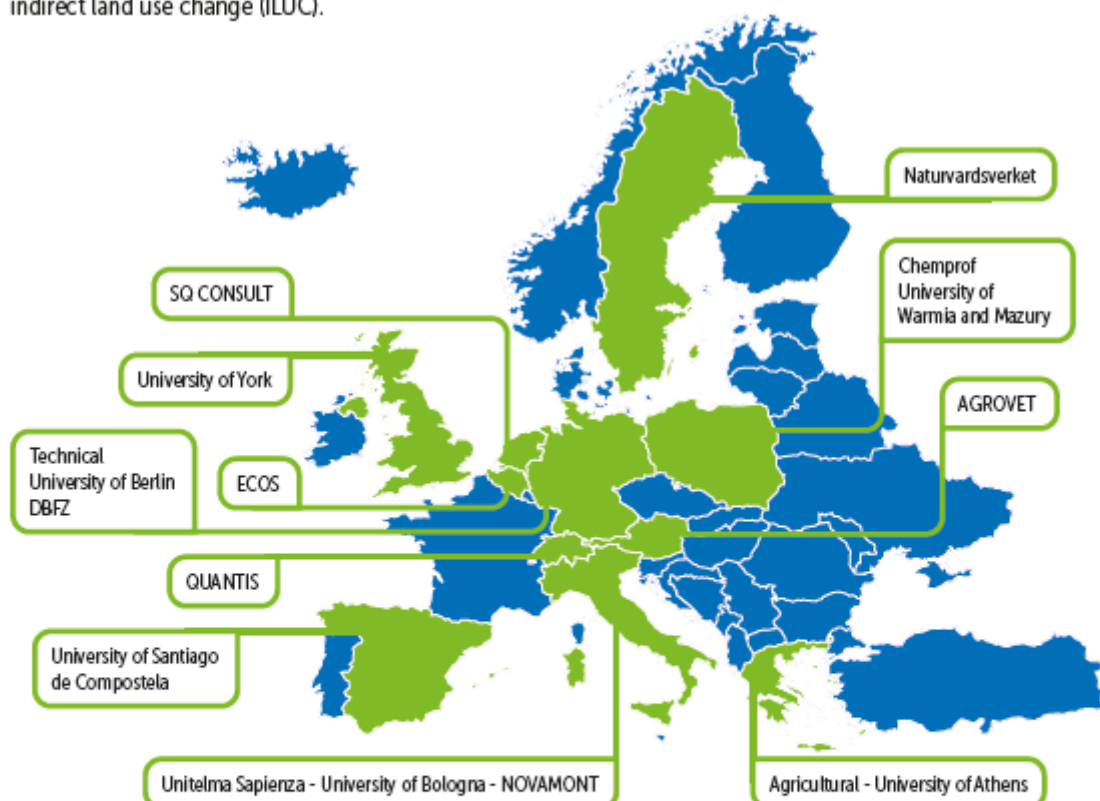 indirect land use change (ILUC).
Naturvardsverket
Chemprof
University of
Warmia and Mazury
SQ CONSULT
University of York
AGROVET
Technical
University of Berlin
DBFZ
ECOS
QUANTIS
University of Santiago
de Compostela
Unitelma Sapienza - University of Bologna - NOVAMONT
Agricultural - University of Athens